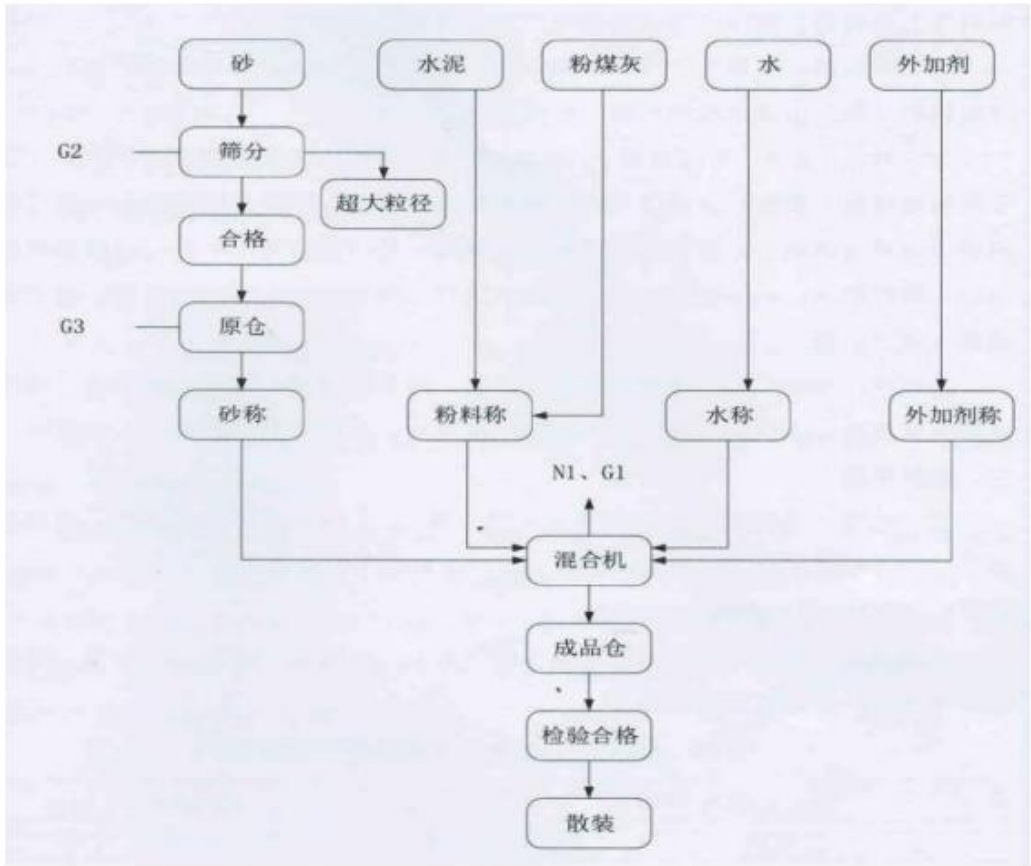 砂 水泥 粉煤灰 水 外加剂
G2 筛分
超大粒径
合格
G3 原仓
砂称 粉料称 水称 外加剂称
N1、G1
混合机
成品仓
检验合格
散装